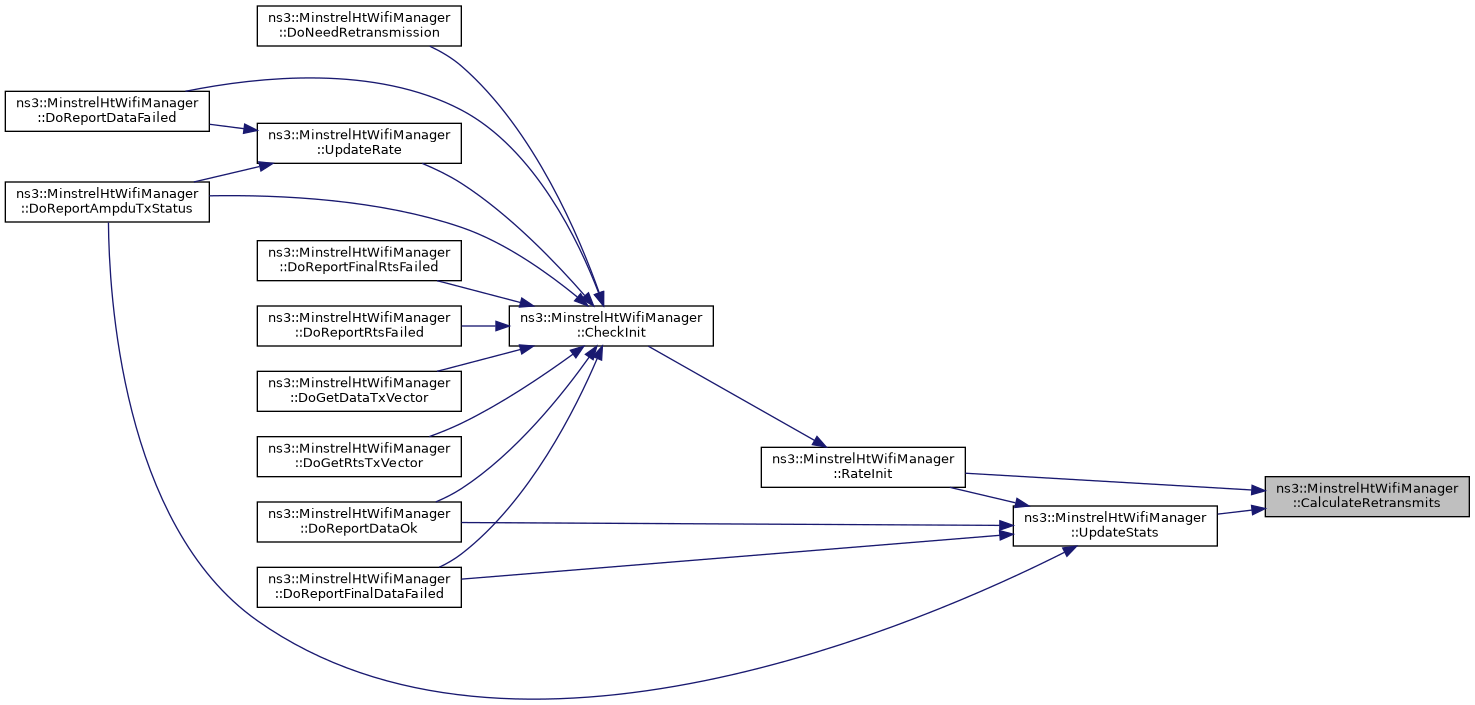 ns3::MinstrelHtWifiManager
::DoNeedRetransmission
ns3::MinstrelHtWifiManager
::DoReportDataFailed
ns3::MinstrelHtWifiManager
::UpdateRate
ns3::MinstrelHtWifiManager
::DoReportAmpduTxStatus
ns3::MinstrelHtWifiManager
::DoReportFinalRtsFailed
ns3::MinstrelHtWifiManager
::DoReportRtsFailed
ns3::MinstrelHtWifiManager
::CheckInit
ns3::MinstrelHtWifiManager
::DoGetDataTxVector
ns3::MinstrelHtWifiManager
::DoGetRtsTxVector
ns3::MinstrelHtWifiManager
::RateInit
ns3::MinstrelHtWifiManager
::CalculateRetransmits
ns3::MinstrelHtWifiManager
::DoReportDataOk
ns3::MinstrelHtWifiManager
::UpdateStats
ns3::MinstrelHtWifiManager
::DoReportFinalDataFailed